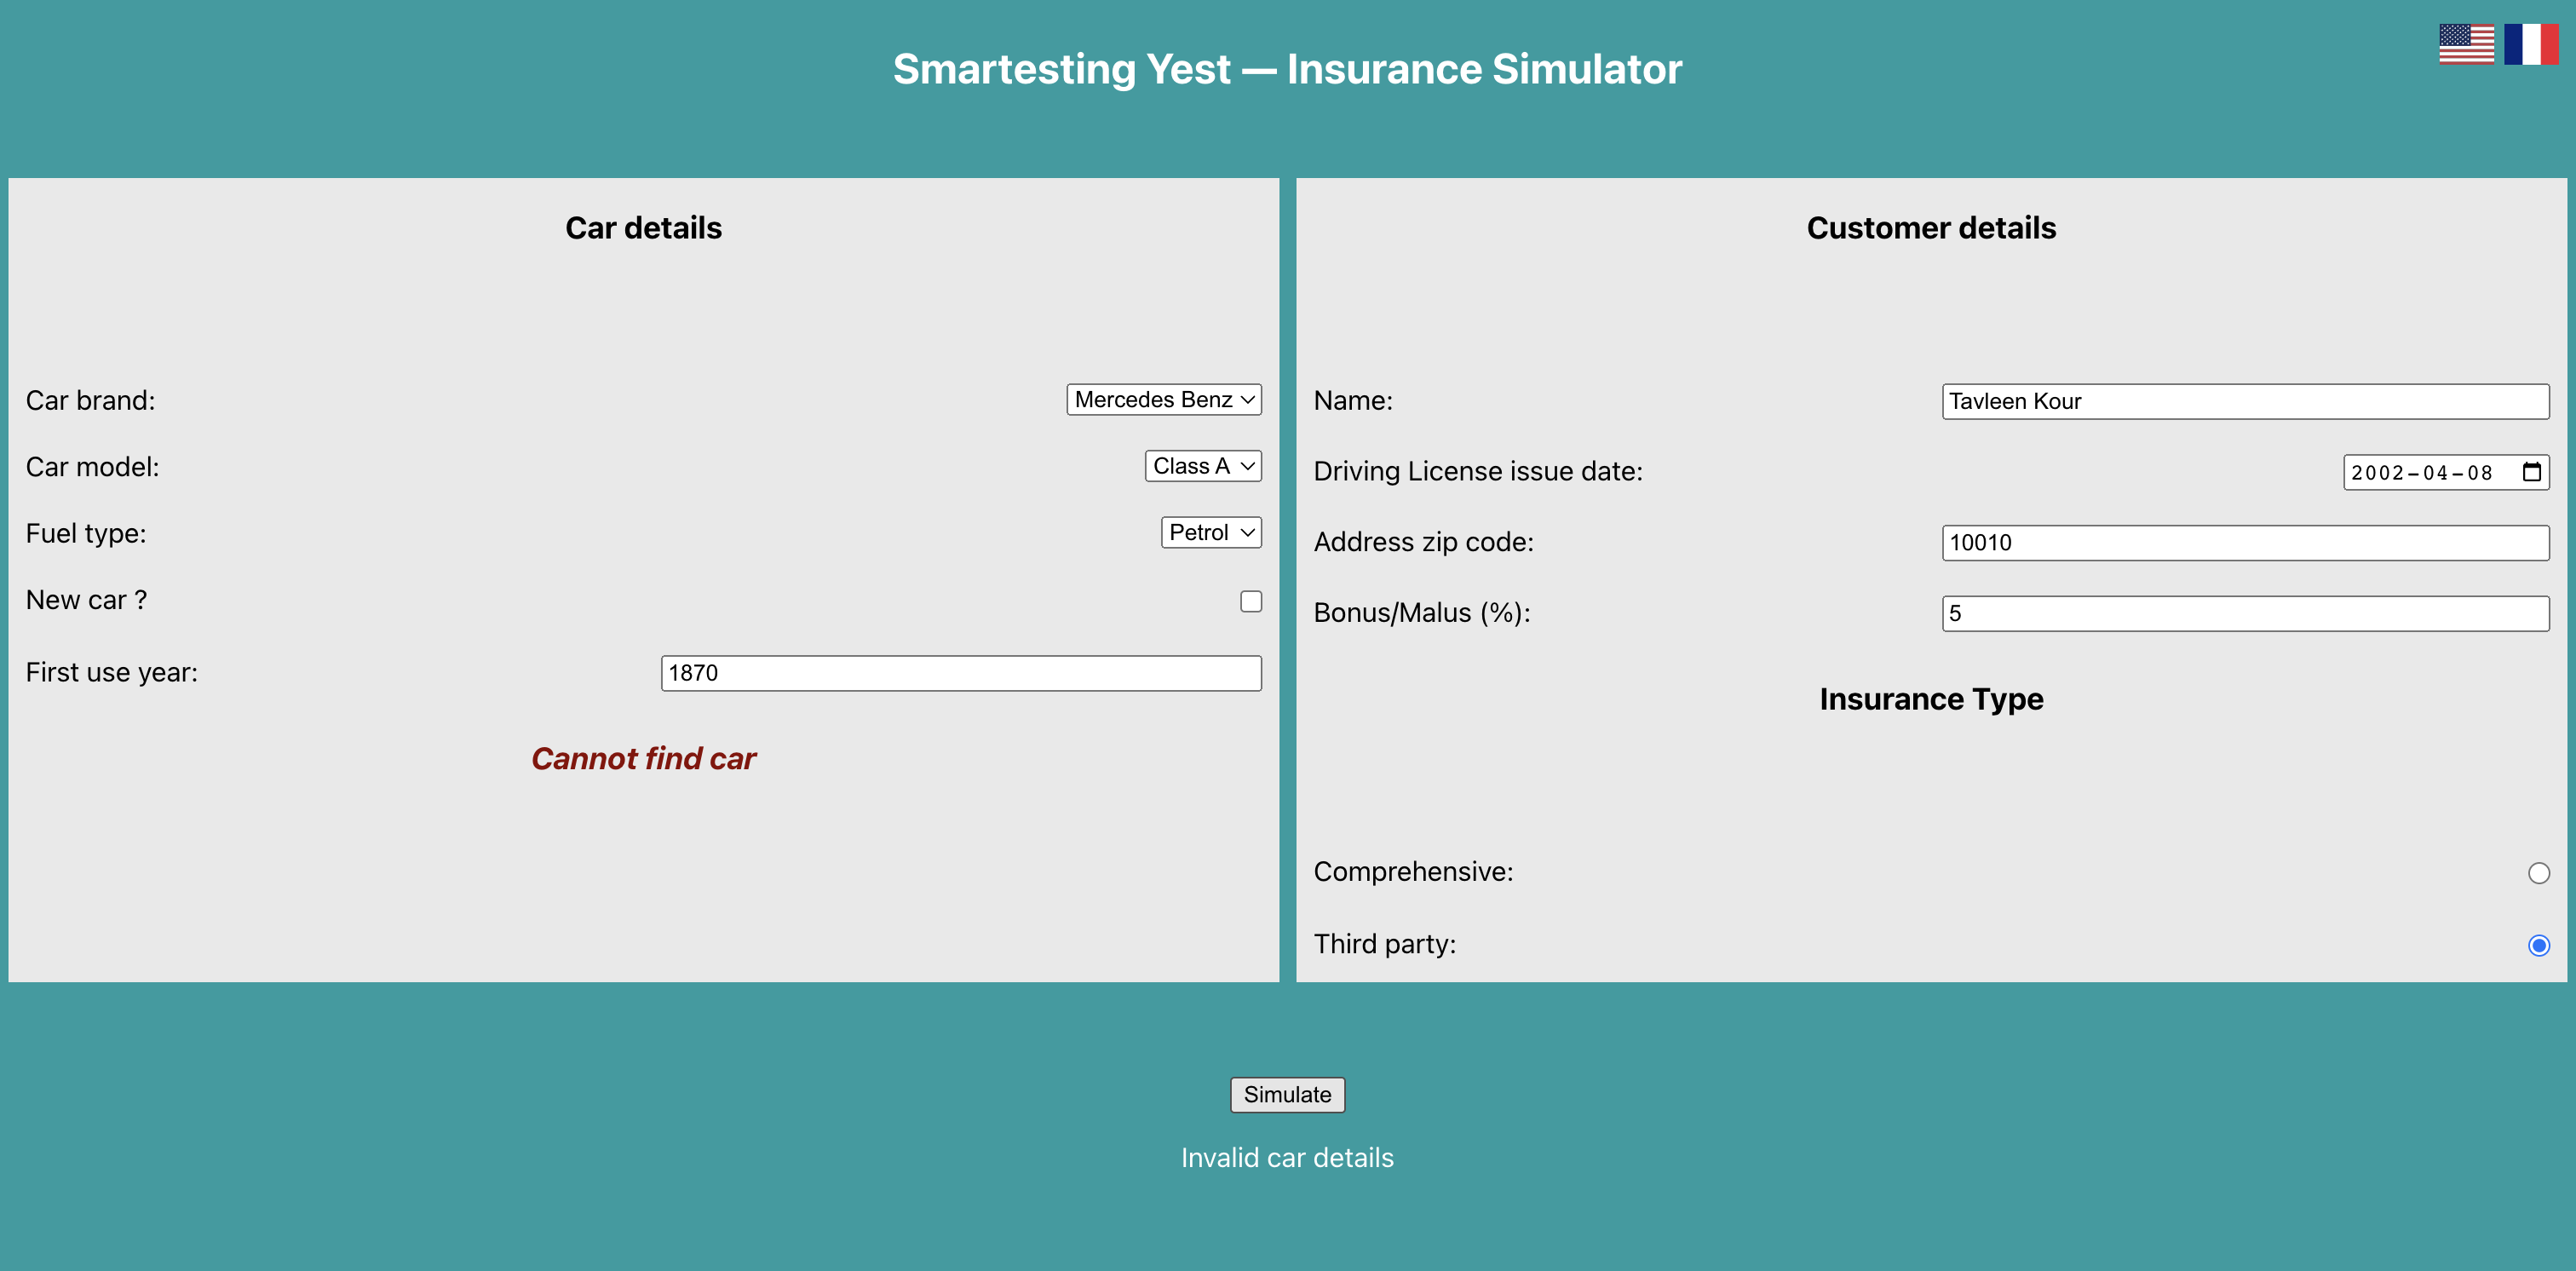 Smartesting Yest — Insurance Simulator
Car details
Car brand: Mercedes Benz
Car model: Class A
Fuel type: Petrol
New car ?
First use year: 1870
Cannot find car
Customer details
Name: Tavleen Kour
Driving License issue date: 2002-04-08
Address zip code: 10010
Bonus/Malus (%): 5
Insurance Type
Comprehensive:
Third party:
Simulate
Invalid car details